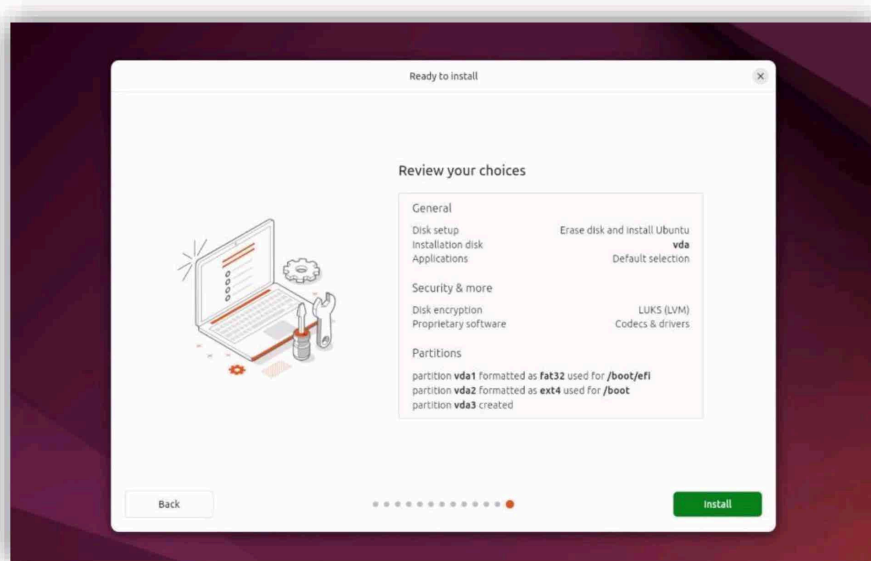 Ready to install
Review your choices
General
Disk setup Erase disk and install Ubuntu
Installation disk vda
Applications Default selection
Security & more
Disk encryption LUKS (LVM)
Proprietary software Codecs & drivers
Partitions
partition vda1 formatted as fat32 used for /boot/efi
partition vda2 formatted as ext4 used for /boot
partition vda3 created
Back
Install